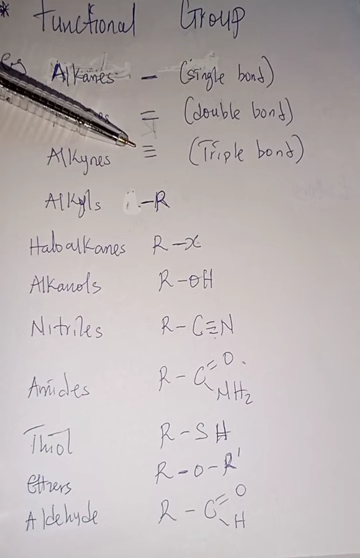 * Functional Group
Alkanes - (single bond)
= (double bond)
Alkynes ≡ (Triple bond)
Alkyls -R
Haloalkanes R-X
Alkanols R-OH
Nitriles R-C≡N
Amides R-C=O NH2
Thiol R-SH
Ethers R-O-R'
Aldehyde R-C=O H